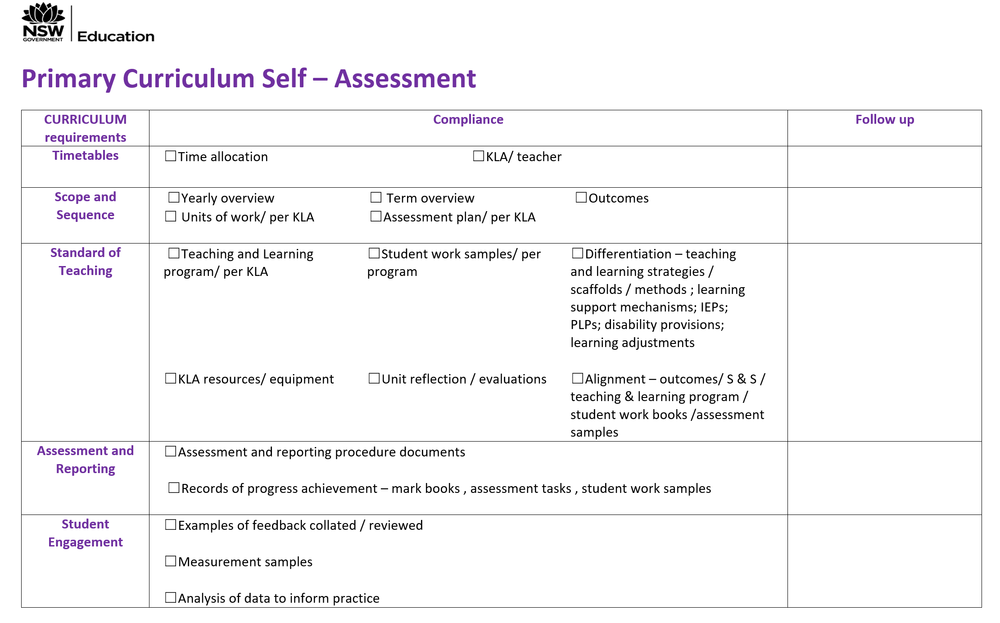 NSW
GOVERNMENT
Education
Primary Curriculum Self – Assessment
CURRICULUM
requirements
Compliance
Follow up
Timetables
☐Time allocation ☐KLA/ teacher
Scope and
Sequence
☐Yearly overview ☐ Term overview ☐Outcomes
☐ Units of work/ per KLA ☐Assessment plan/ per KLA
Standard of
Teaching
☐Teaching and Learning
program/ per KLA
☐Student work samples/ per
program
☐Differentiation – teaching
and learning strategies /
scaffolds / methods ; learning
support mechanisms; IEPs;
PLPs; disability provisions;
learning adjustments
☐KLA resources/ equipment
☐Unit reflection / evaluations
☐Alignment – outcomes/ S & S /
teaching & learning program /
student work books /assessment
samples
Assessment and
Reporting
☐Assessment and reporting procedure documents
☐Records of progress achievement – mark books , assessment tasks , student work samples
Student
Engagement
☐Examples of feedback collated / reviewed
☐Measurement samples
☐Analysis of data to inform practice